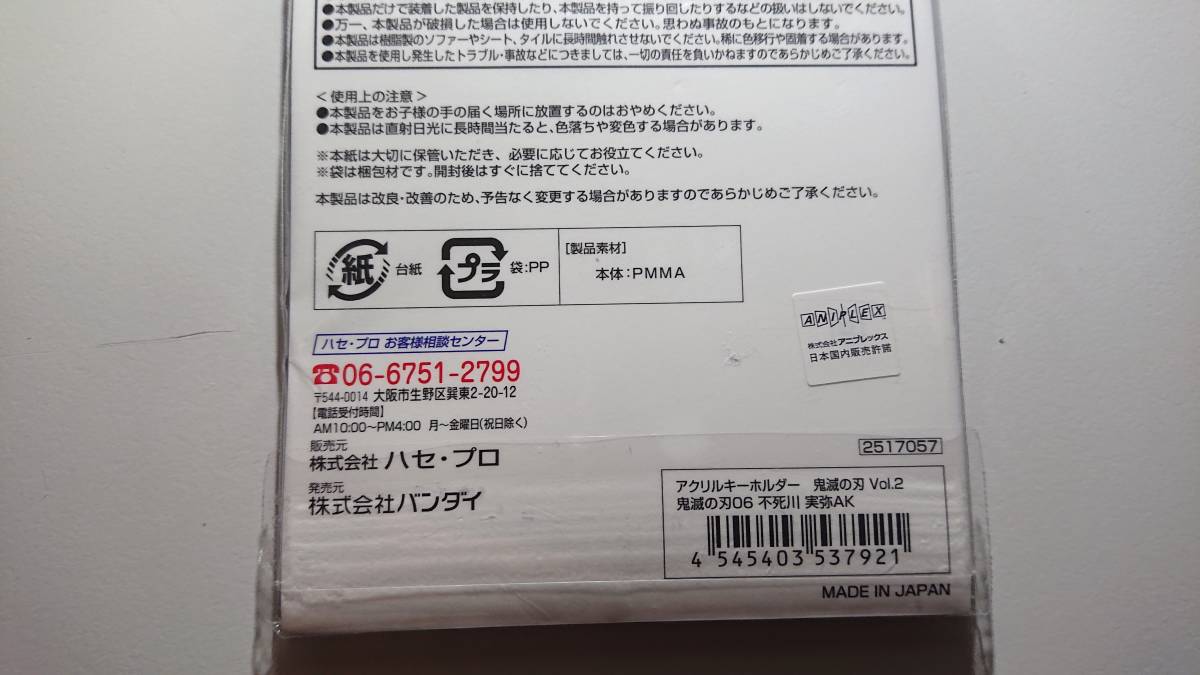 ●本製品だけで装着した製品を保持したり、本製品を持って振り回したりするなどの扱いはしないでください。
●万一、本製品が破損した場合は使用しないでください。思わぬ事故のもとになります。
●本製品は樹脂製のソファーやシート、タイルに長時間触れさせないでください。稀に色移行や固着する場合があります。
●本製品を使用し発生したトラブル・事故などにつきましては、一切の責任を負いかねますのであらかじめご了承ください。
＜使用上の注意＞
●本製品をお子様の手の届く場所に放置するのはおやめください。
●本製品は直射日光に長時間当たると、色落ちや変色する場合があります。
※本紙は大切に保管いただき、必要に応じてお役立てください。
※袋は梱包材です。開封後はすぐに捨ててください。
本製品は改良・改善のため、予告なく変更する場合がありますのであらかじめご了承ください。
紙 台紙 プラ 袋:PP
[製品素材]
本体:PMMA
ANIPLEX
株式会社アニプレックス
日本国内販売許諾
ハセ・プロ お客様相談センター
☎06-6751-2799
〒544-0014 大阪市生野区巽東2-20-12
【電話受付時間】
AM10:00～PM4:00 月～金曜日(祝日除く)
販売元
株式会社 ハセ・プロ
発売元
株式会社バンダイ
2517057
アクリルキーホルダー 鬼滅の刃 Vol.2
鬼滅の刃06 不死川 実弥AK
4 545403 537921
MADE IN JAPAN